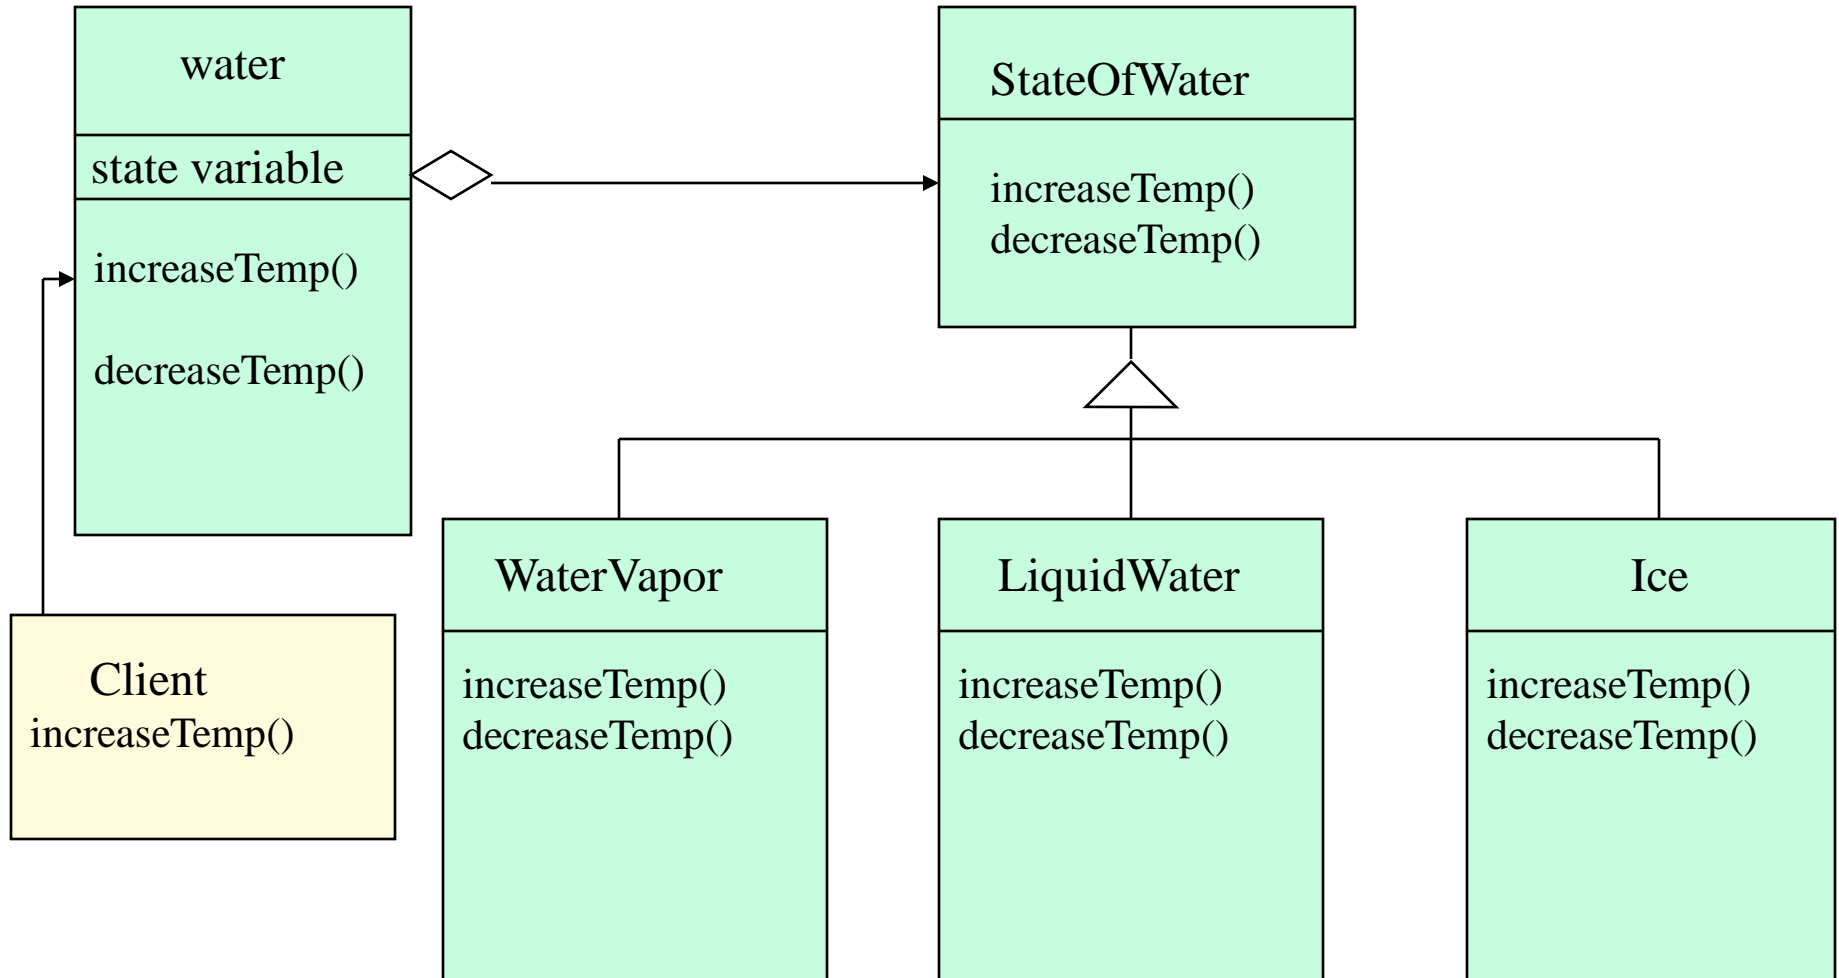 water
state variable
increaseTemp()
decreaseTemp()
StateOfWater
increaseTemp()
decreaseTemp()
Client
increaseTemp()
WaterVapor
increaseTemp()
decreaseTemp()
LiquidWater
increaseTemp()
decreaseTemp()
Ice
increaseTemp()
decreaseTemp()